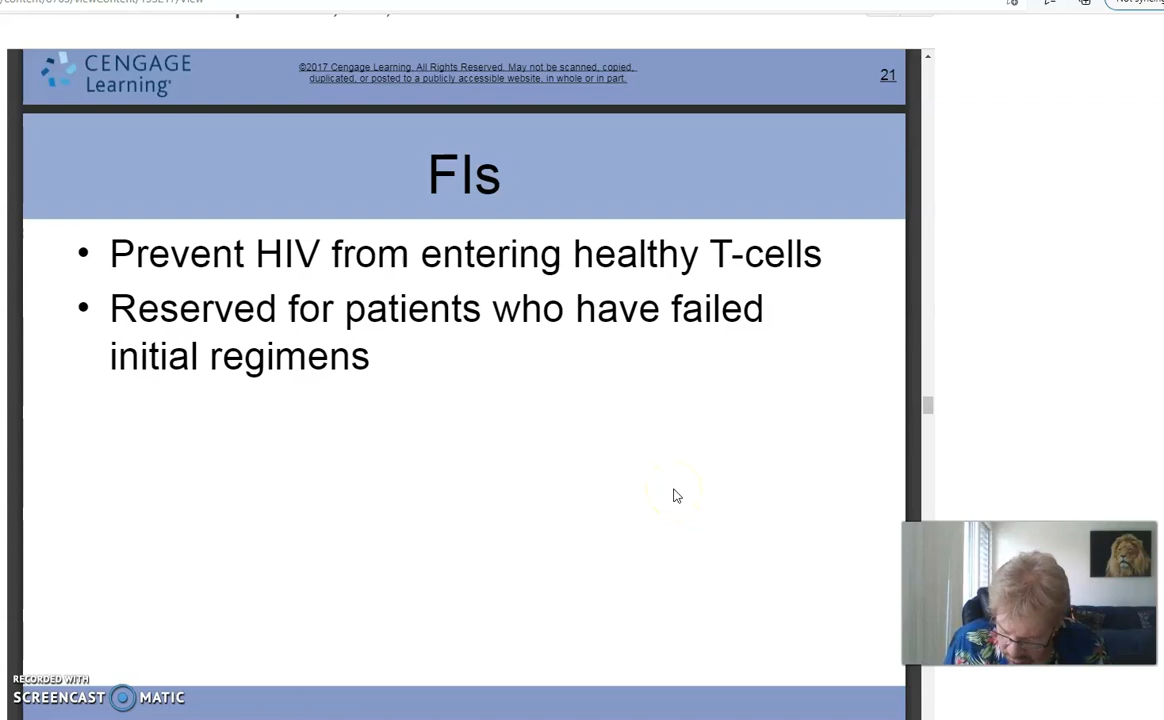 CENGAGE
Learning
©2017 Cengage Learning. All Rights Reserved. May not be scanned, copied,
duplicated, or posted to a publicly accessible website, in whole or in part.
21
FIs
• Prevent HIV from entering healthy T-cells
• Reserved for patients who have failed
initial regimens
RECORDED WITH
SCREENCAST MATIC